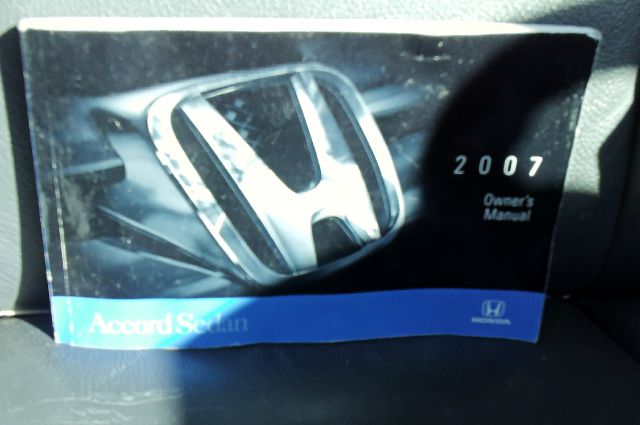 2007
Owner's
Manual
Accord Sedan
HONDA